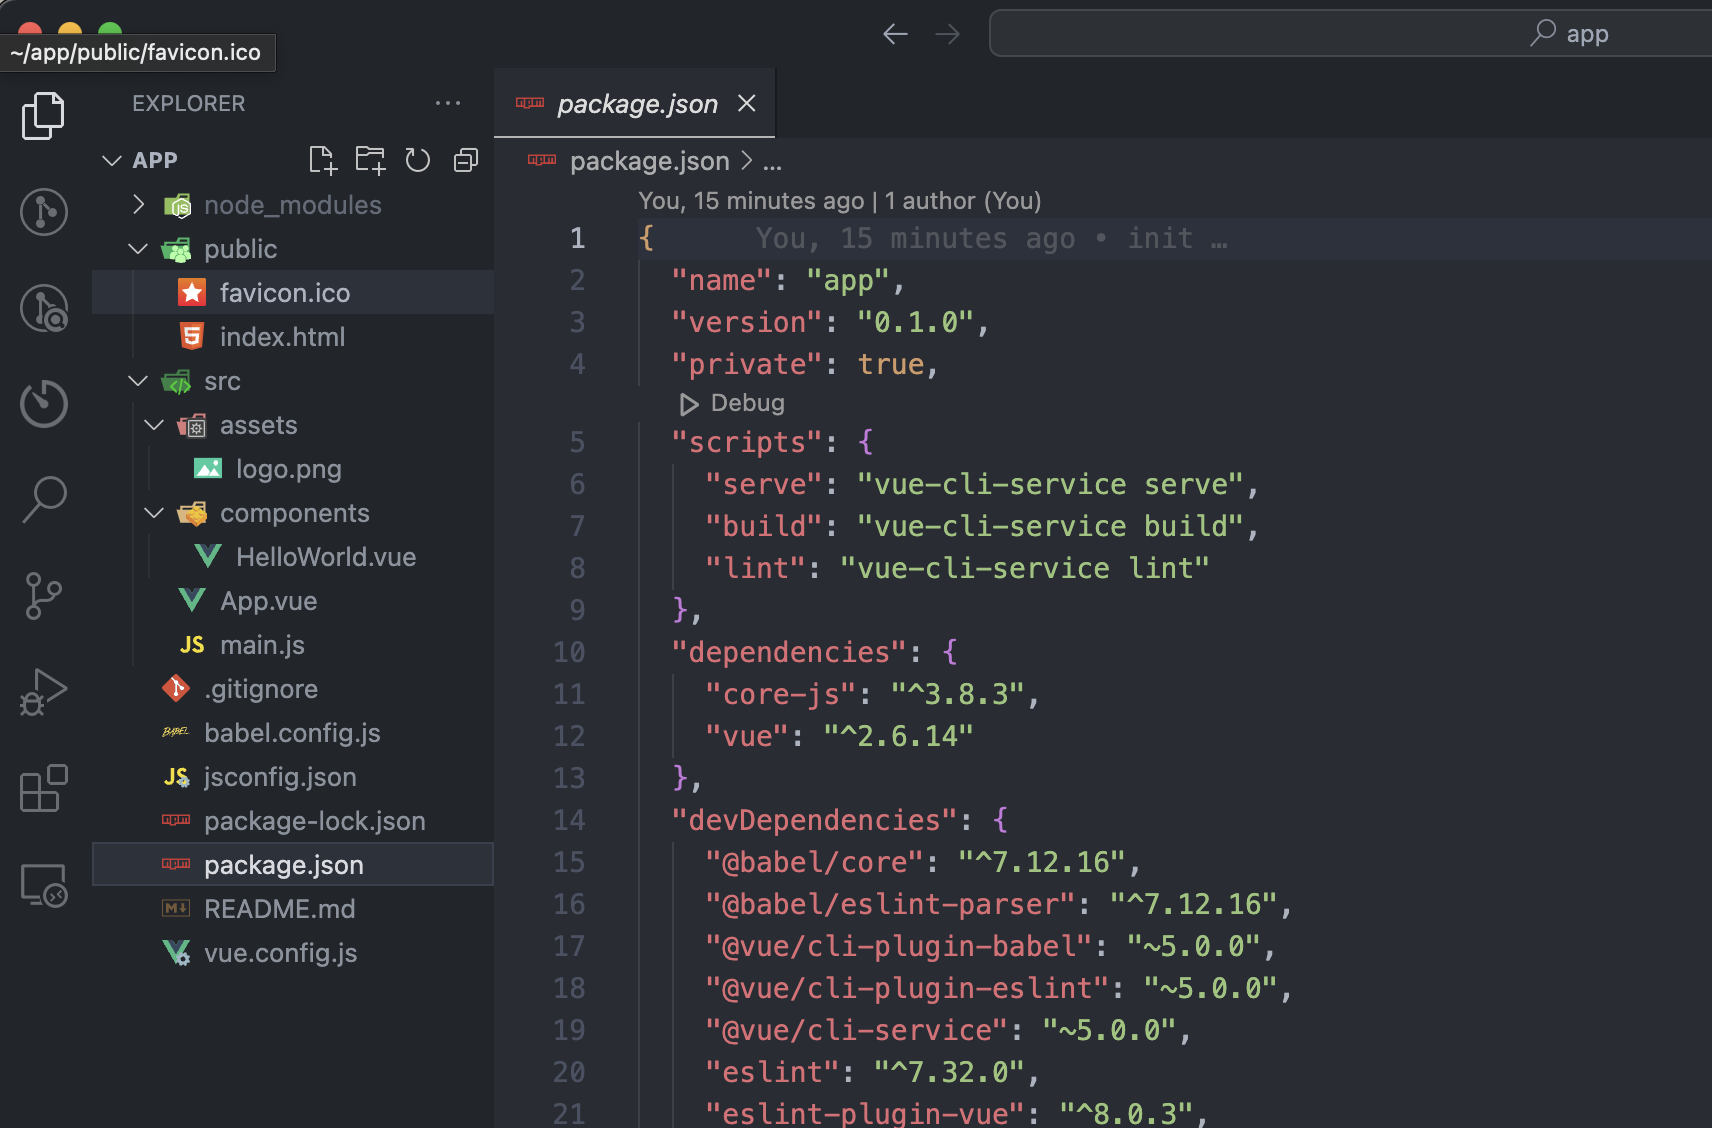 ~/app/public/favicon.ico
app
EXPLORER
package.json
APP
package.json > ...
node_modules
public
favicon.ico
index.html
src
assets
logo.png
components
HelloWorld.vue
App.vue
JS main.js
.gitignore
BABEL babel.config.js
JS jsconfig.json
package-lock.json
package.json
M README.md
vue.config.js
You, 15 minutes ago | 1 author (You)
1 { You, 15 minutes ago • init ...
2 "name": "app",
3 "version": "0.1.0",
4 "private": true,
Debug
5 "scripts": {
6 "serve": "vue-cli-service serve",
7 "build": "vue-cli-service build",
8 "lint": "vue-cli-service lint"
9 },
10 "dependencies": {
11 "core-js": "^3.8.3",
12 "vue": "^2.6.14"
13 },
14 "devDependencies": {
15 "@babel/core": "^7.12.16",
16 "@babel/eslint-parser": "^7.12.16",
17 "@vue/cli-plugin-babel": "~5.0.0",
18 "@vue/cli-plugin-eslint": "~5.0.0",
19 "@vue/cli-service": "~5.0.0",
20 "eslint": "^7.32.0",
21 "eslint-plugin-vue": "^8.0.3",